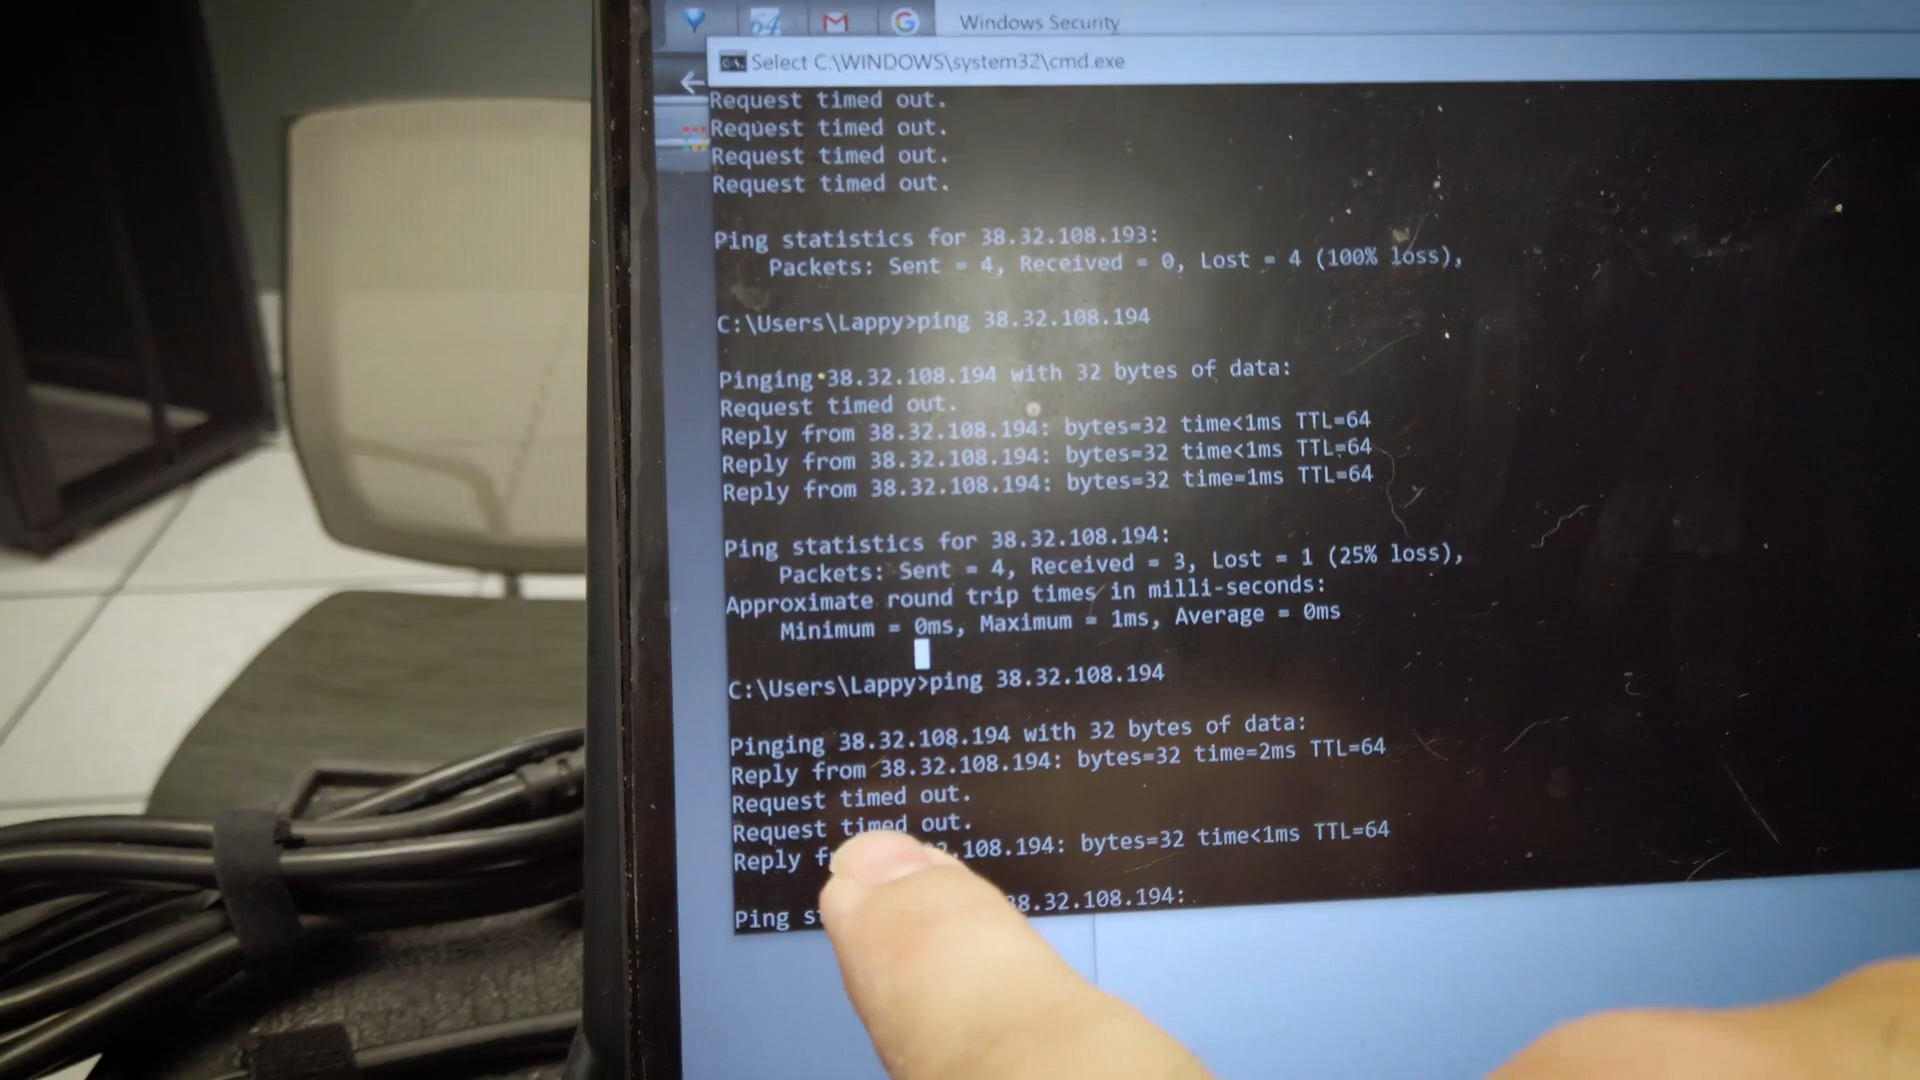 64
Windows Security
Select C:\WINDOWS\system32\cmd.exe
Request timed out.
Request timed out.
Request timed out.
Request timed out.
Ping statistics for 38.32.108.193:
Packets: Sent = 4, Received = 0, Lost = 4 (100% loss),
C:\Users\Lappy>ping 38.32.108.194
Pinging 38.32.108.194 with 32 bytes of data:
Request timed out.
Reply from 38.32.108.194: bytes=32 time<1ms TTL=64
Reply from 38.32.108.194: bytes=32 time<1ms TTL=64
Reply from 38.32.108.194: bytes=32 time=1ms TTL=64
Ping statistics for 38.32.108.194:
Packets: Sent = 4, Received = 3, Lost = 1 (25% loss),
Approximate round trip times in milli-seconds:
Minimum = 0ms, Maximum = 1ms, Average = 0ms
C:\Users\Lappy>ping 38.32.108.194
Pinging 38.32.108.194 with 32 bytes of data:
Reply from 38.32.108.194: bytes=32 time=2ms TTL=64
Request timed out.
Request timed out.
Reply .108.194: bytes=32 time<1ms TTL=64
Ping 38.32.108.194: